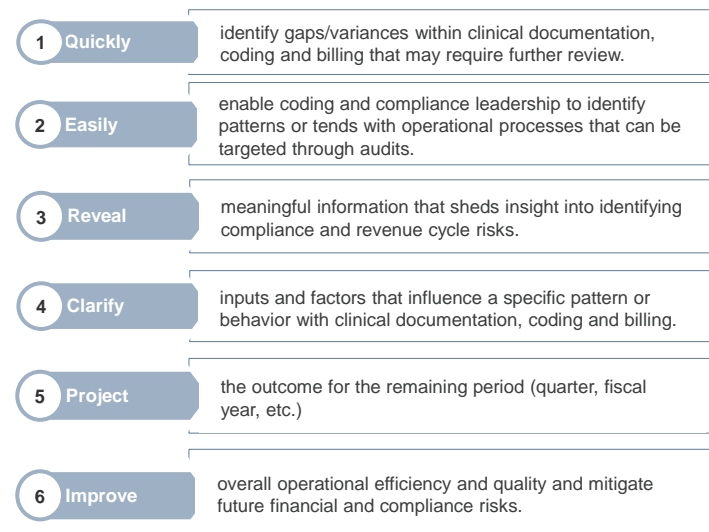 1 Quickly
identify gaps/variances within clinical documentation,
coding and billing that may require further review.
2 Easily
enable coding and compliance leadership to identify
patterns or tends with operational processes that can be
targeted through audits.
3 Reveal
meaningful information that sheds insight into identifying
compliance and revenue cycle risks.
4 Clarify
inputs and factors that influence a specific pattern or
behavior with clinical documentation, coding and billing.
5 Project
the outcome for the remaining period (quarter, fiscal
year, etc.)
6 Improve
overall operational efficiency and quality and mitigate
future financial and compliance risks.